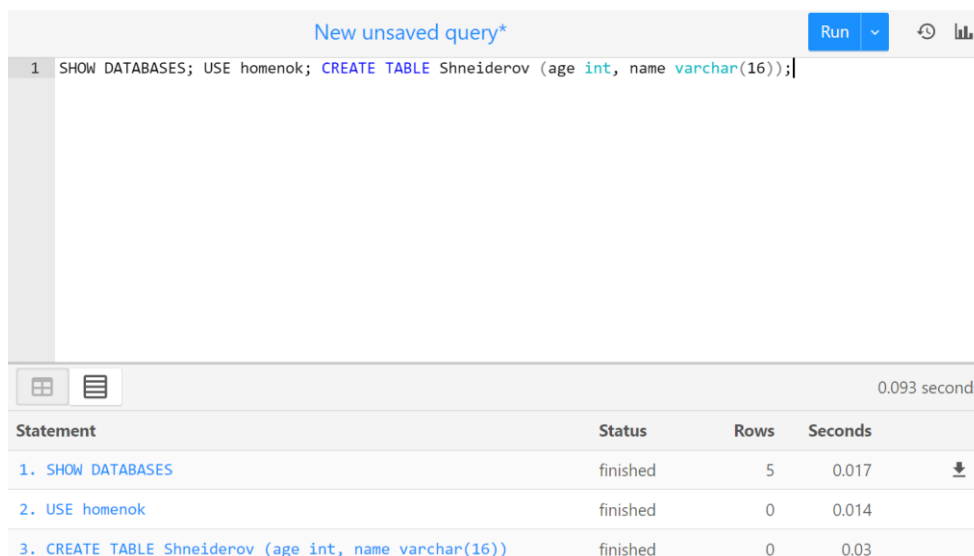 New unsaved query*
Run
1 SHOW DATABASES; USE homenok; CREATE TABLE Shneiderov (age int, name varchar(16));
0.093 second
Statement Status Rows Seconds
1. SHOW DATABASES finished 5 0.017
2. USE homenok finished 0 0.014
3. CREATE TABLE Shneiderov (age int, name varchar(16)) finished 0 0.03